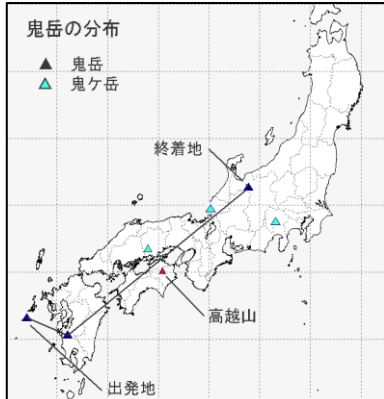 鬼岳の分布
▲ 鬼岳
▲ 鬼ケ岳
終着地
高越山
出発地